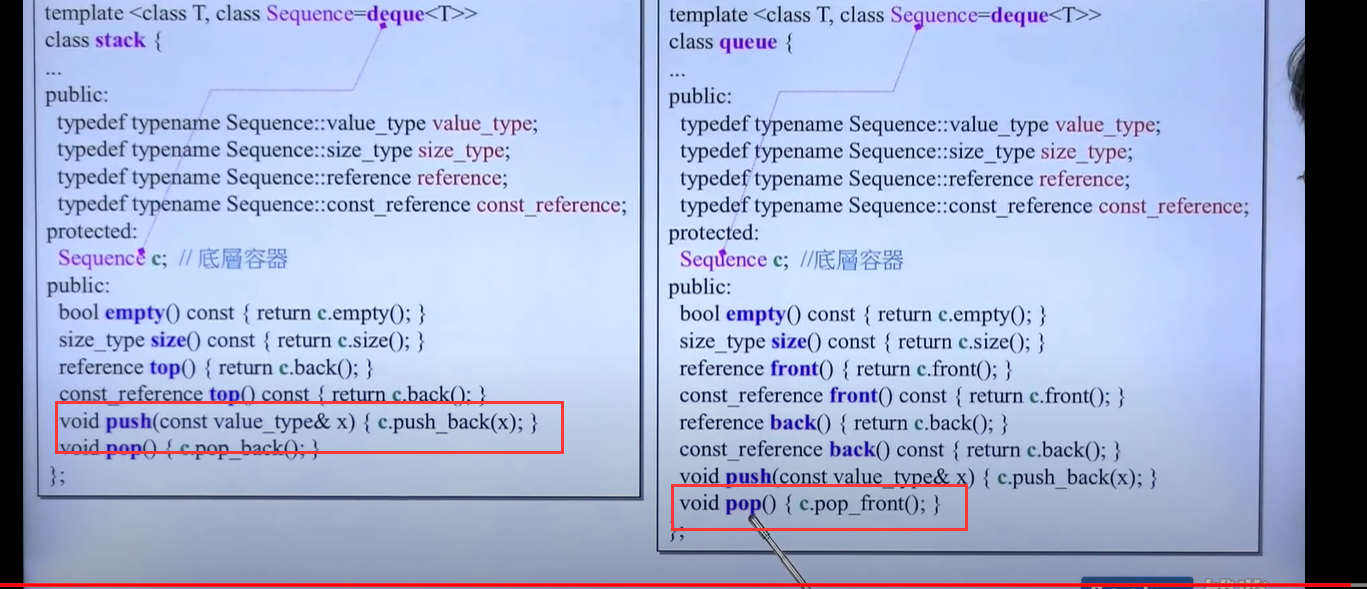 template <class T, class Sequence=deque<T>>
class stack {
...
public:
typedef typename Sequence::value_type value_type;
typedef typename Sequence::size_type size_type;
typedef typename Sequence::reference reference;
typedef typename Sequence::const_reference const_reference;
protected:
Sequence c; // 底層容器
public:
bool empty() const { return c.empty(); }
size_type size() const { return c.size(); }
reference top() { return c.back(); }
const_reference top() const { return c.back(); }
void push(const value_type& x) { c.push_back(x); }
void pop() { c.pop_back(); }
};
template <class T, class Sequence=deque<T>>
class queue {
...
public:
typedef typename Sequence::value_type value_type;
typedef typename Sequence::size_type size_type;
typedef typename Sequence::reference reference;
typedef typename Sequence::const_reference const_reference;
protected:
Sequence c; //底層容器
public:
bool empty() const { return c.empty(); }
size_type size() const { return c.size(); }
reference front() { return c.front(); }
const_reference front() const { return c.front(); }
reference back() { return c.back(); }
const_reference back() const { return c.back(); }
void push(const value_type& x) { c.push_back(x); }
void pop() { c.pop_front(); }
};